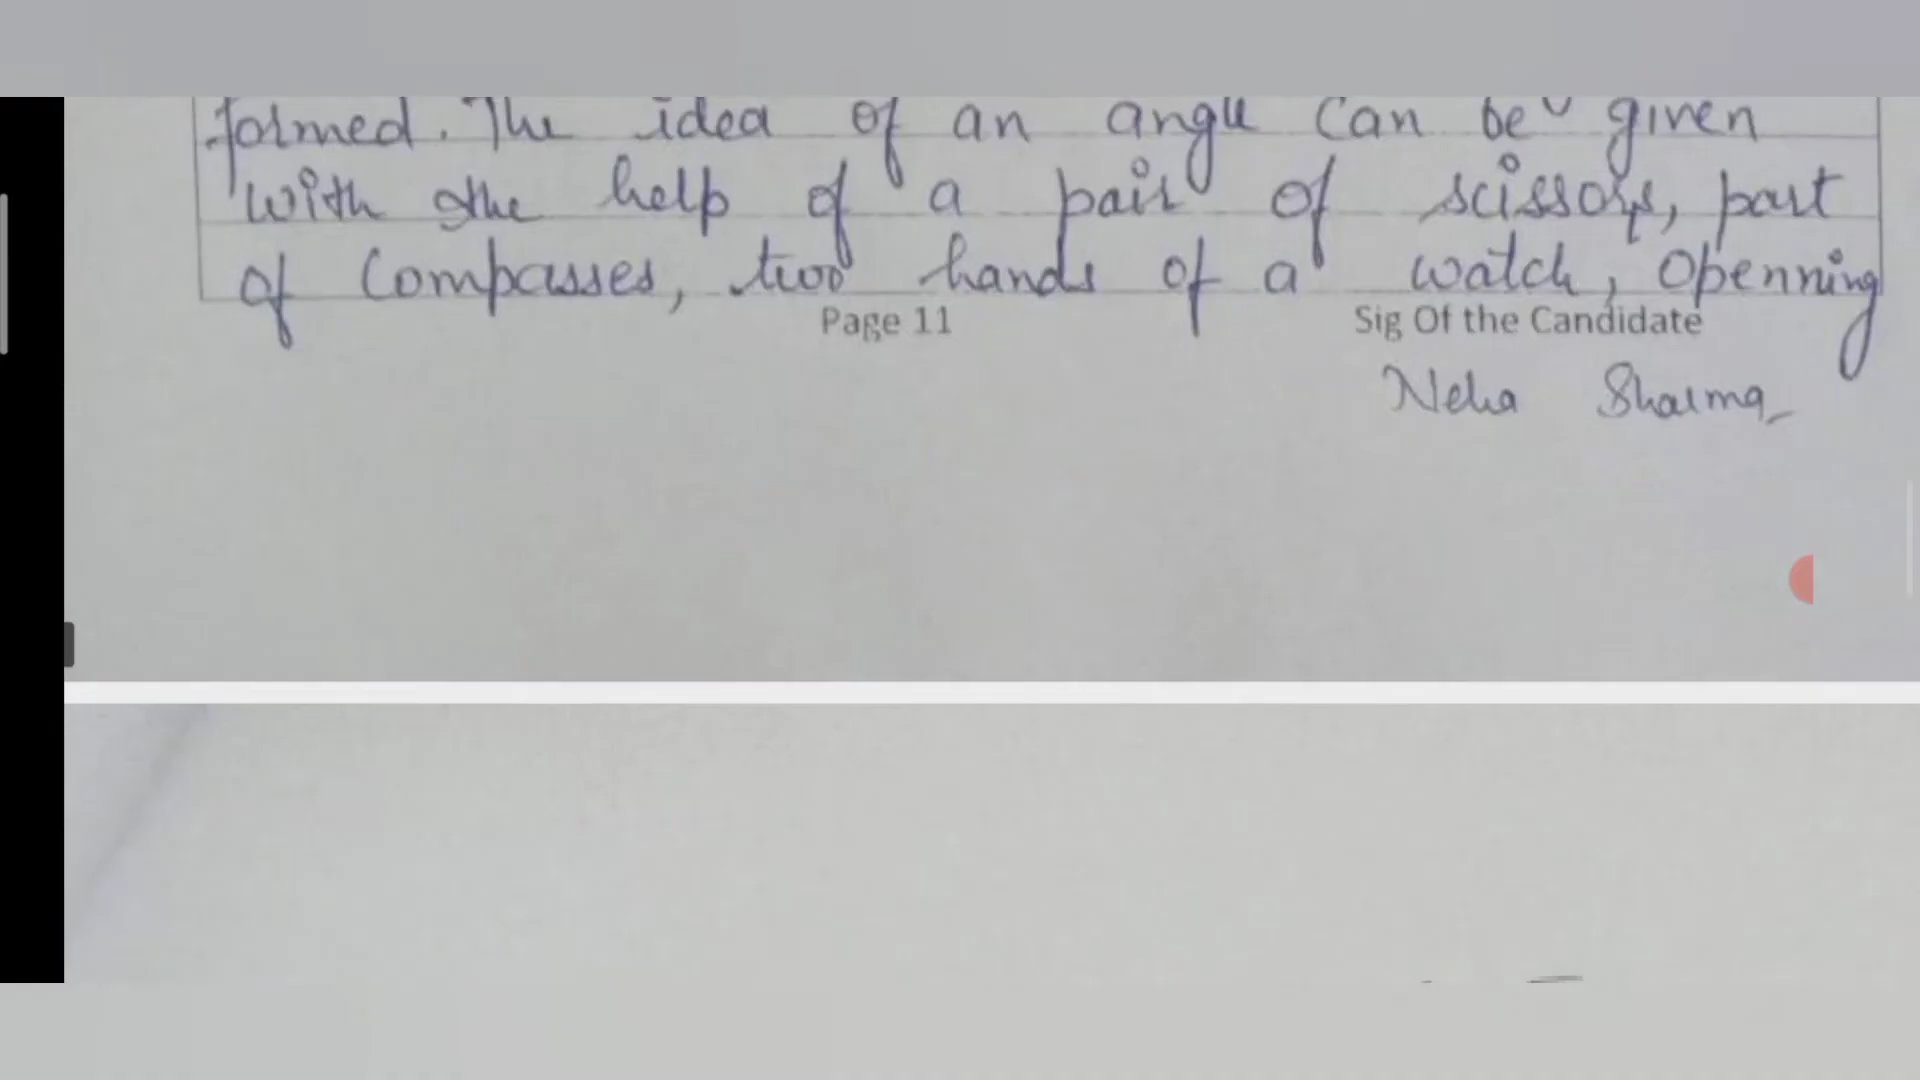 formed. The idea of an angle can be given
with the help of a pair of scissors, part
of compasses, two hands of a watch, openning
Page 11
Sig Of the Candidate
Neha Sharma